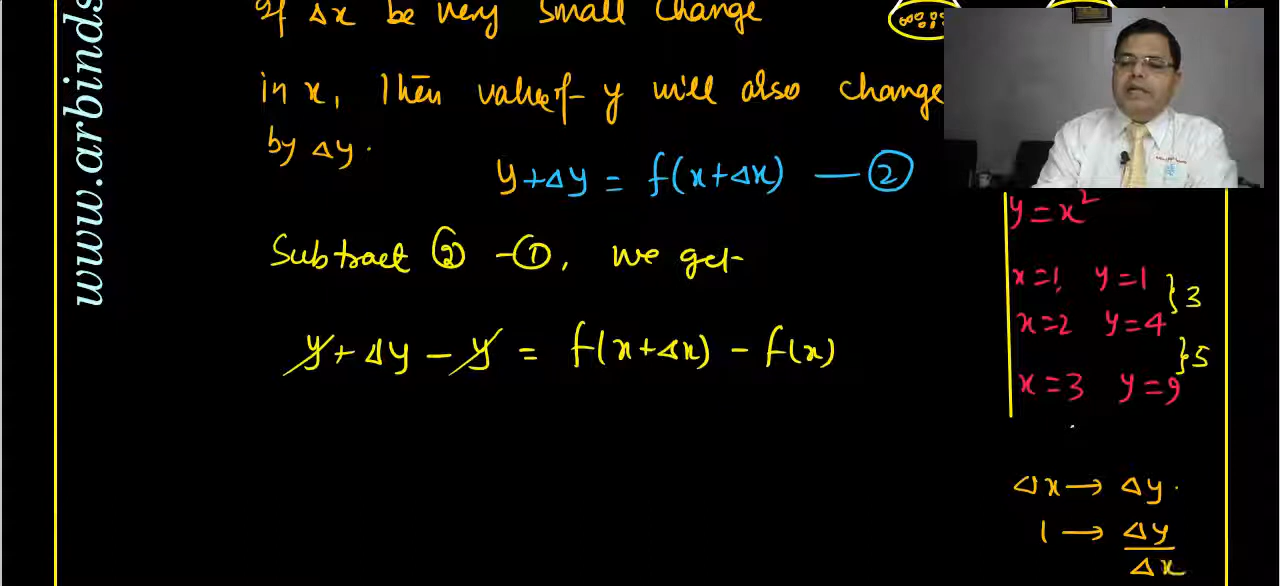 www.arbinds
If Δx be very small change
in x, Then value of y will also change
by Δy.
y+Δy = f(x+Δx) — ②
Subtract ② - ①, we get
y + Δy - y = f(x+Δx) - f(x)
y = x²
x=1, y=1
} 3
x=2 y=4
} 5
x=3 y=9
Δx → Δy.
1 → Δy/Δx